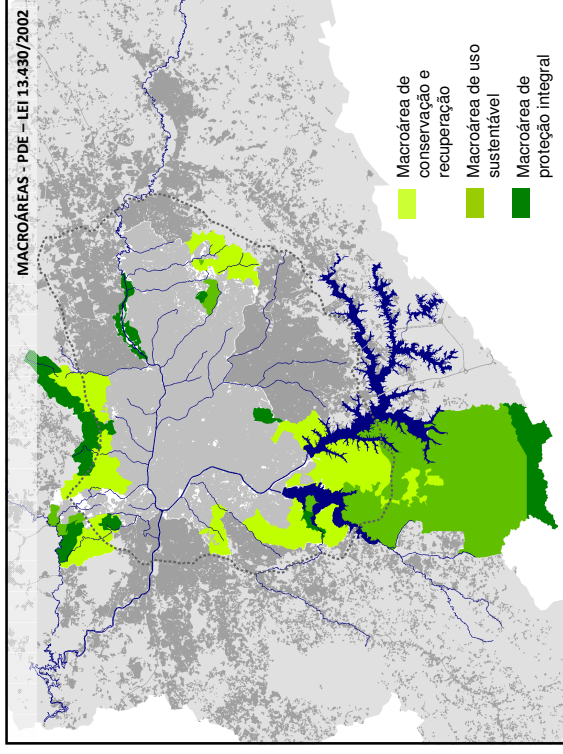 MACROÁREAS - PDE – LEI 13.430/2002
Macroárea de
conservação e
recuperação
Macroárea de uso
sustentável
Macroárea de
proteção integral